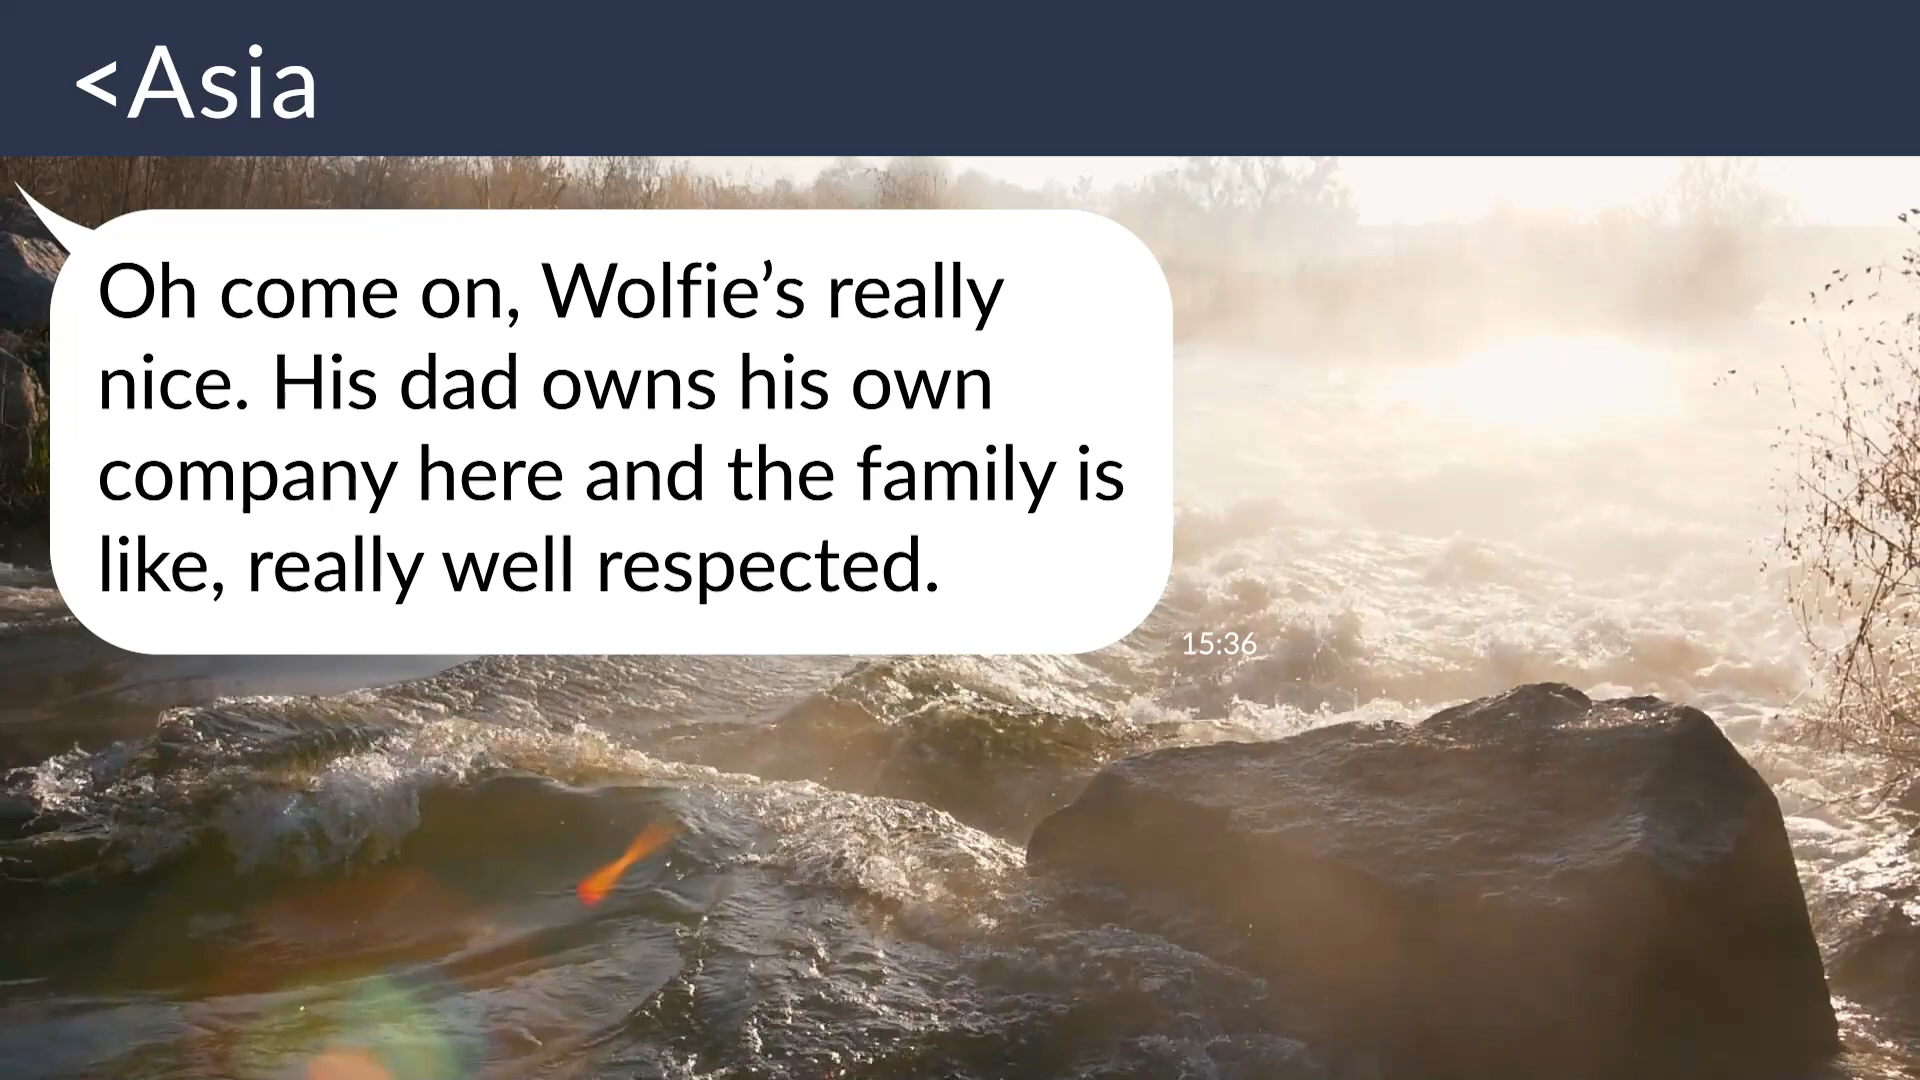 <Asia
Oh come on, Wolfie’s really
nice. His dad owns his own
company here and the family is
like, really well respected.
15:36